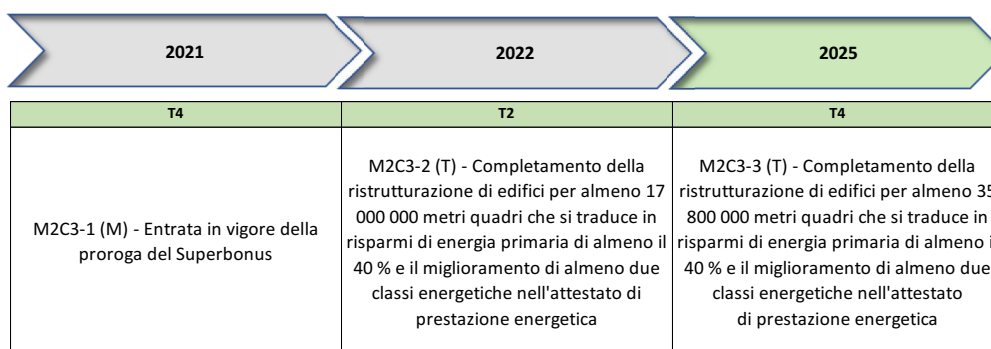 2021
2022
2025
T4
T2
T4
M2C3-1 (M) - Entrata in vigore della
proroga del Superbonus
M2C3-2 (T) - Completamento della
ristrutturazione di edifici per almeno 17
000 000 metri quadri che si traduce in
risparmi di energia primaria di almeno il
40 % e il miglioramento di almeno due
classi energetiche nell'attestato di
prestazione energetica
M2C3-3 (T) - Completamento della
ristrutturazione di edifici per almeno 35
800 000 metri quadri che si traduce in
risparmi di energia primaria di almeno i
40 % e il miglioramento di almeno due
classi energetiche nell'attestato
di prestazione energetica